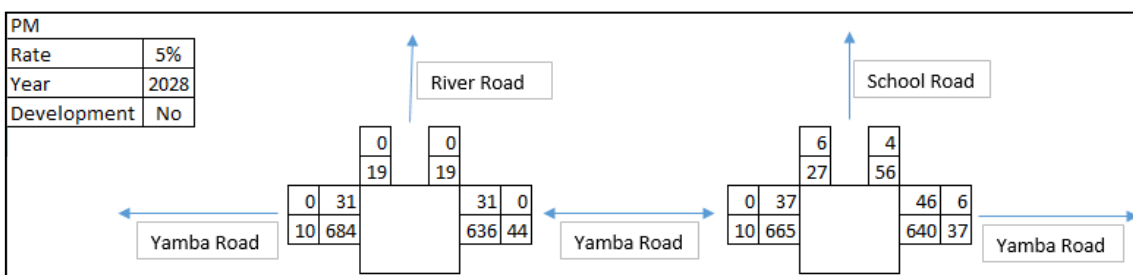 PM
Rate 5%
Year 2028
Development No
River Road
School Road
0 0
19 19
6 4
27 56
0 31 31 0
10 684 636 44
0 37 46 6
10 665 640 37
Yamba Road
Yamba Road
Yamba Road